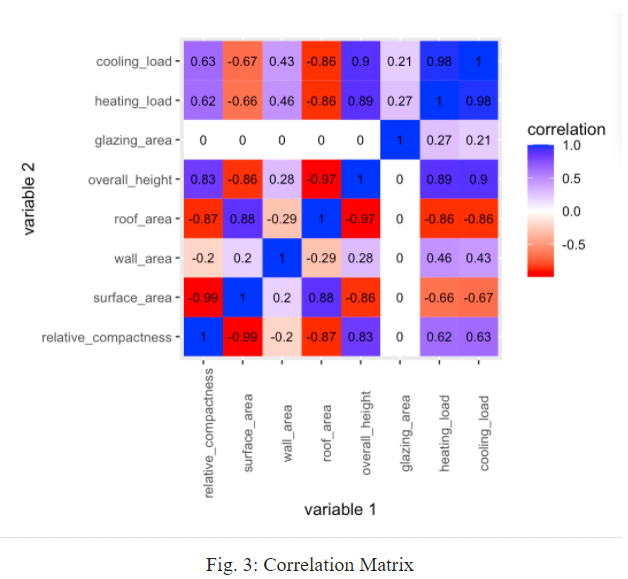 cooling_load 0.63 -0.67 0.43 -0.86 0.9 0.21 0.98 1
heating_load 0.62 -0.66 0.46 -0.86 0.89 0.27 1 0.98
glazing_area 0 0 0 0 0 1 0.27 0.21
overall_height 0.83 -0.86 0.28 -0.97 1 0 0.89 0.9
roof_area -0.87 0.88 -0.29 1 -0.97 0 -0.86 -0.86
wall_area -0.2 0.2 1 -0.29 0.28 0 0.46 0.43
surface_area -0.99 1 0.2 0.88 -0.86 0 -0.66 -0.67
relative_compactness 1 -0.99 -0.2 -0.87 0.83 0 0.62 0.63
variable 2
relative_compactness
surface_area
wall_area
roof_area
overall_height
glazing_area
heating_load
cooling_load
variable 1
correlation
1.0
0.5
0.0
-0.5
Fig. 3: Correlation Matrix